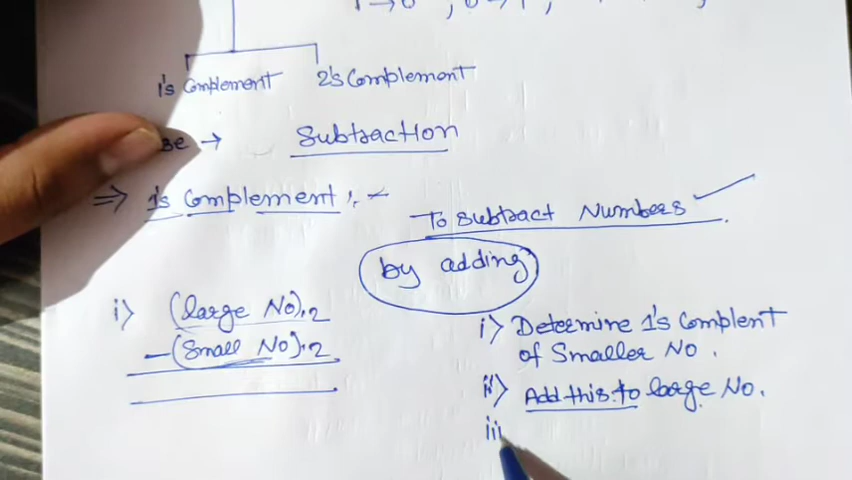 1's Complement 2's Complement
→ Subtraction
⇒ 1's Complement :-
To subtract Numbers
by adding
i) (large No).2
-(Small No).2
i) Determine 1's Complent
of Smaller No.
ii) Add this to large No.
iii